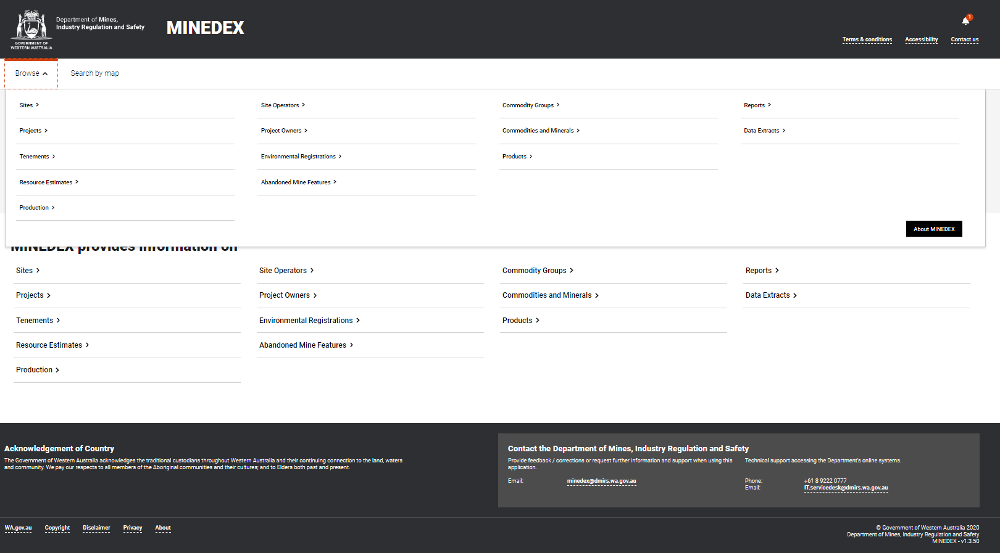 GOVERNMENT OF
WESTERN AUSTRALIA
Department of Mines,
Industry Regulation and Safety
MINEDEX
1
Terms & conditions
Accessibility
Contact us
Browse
Search by map
Sites
Site Operators
Commodity Groups
Reports
Projects
Project Owners
Commodities and Minerals
Data Extracts
Tenements
Environmental Registrations
Products
Resource Estimates
Abandoned Mine Features
Production
About MINEDEX
MINEDEX provides information on
Sites
Site Operators
Commodity Groups
Reports
Projects
Project Owners
Commodities and Minerals
Data Extracts
Tenements
Environmental Registrations
Products
Resource Estimates
Abandoned Mine Features
Production
Acknowledgement of Country
The Government of Western Australia acknowledges the traditional custodians throughout Western Australia and their continuing connection to the land, waters
and community. We pay our respects to all members of the Aboriginal communities and their cultures; and to Elders both past and present.
Contact the Department of Mines, Industry Regulation and Safety
Provide feedback / corrections or request further information and support when using this
application.
Email:
minedex@dmirs.wa.gov.au
Technical support accessing the Department's online systems.
Phone:
+61 8 9222 0777
Email:
IT.servicedesk@dmirs.wa.gov.au
WA.gov.au
Copyright
Disclaimer
Privacy
About
© Government of Western Australia 2020
Department of Mines, Industry Regulation and Safety
MINEDEX - v1.3.50